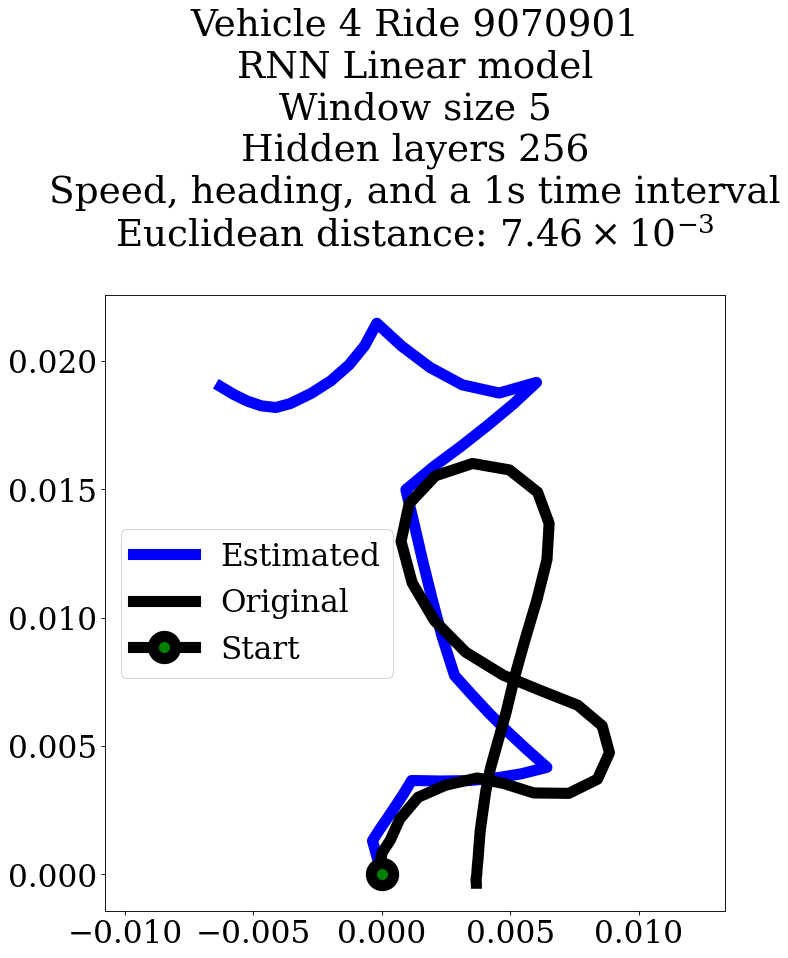 Vehicle 4 Ride 9070901
RNN Linear model
Window size 5
Hidden layers 256
Speed, heading, and a 1s time interval
Euclidean distance: 7.46 × 10⁻³
0.020
0.015
0.010
0.005
0.000
Estimated
Original
Start
−0.010 −0.005 0.000 0.005 0.010